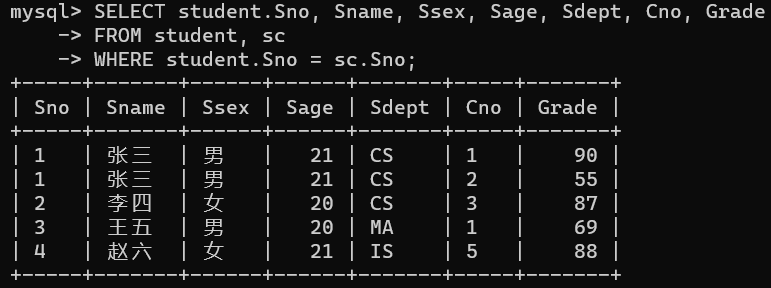 mysql> SELECT student.Sno, Sname, Ssex, Sage, Sdept, Cno, Grade
    -> FROM student, sc
    -> WHERE student.Sno = sc.Sno;
+-----+-------+------+------+-------+-----+-------+
| Sno | Sname | Ssex | Sage | Sdept | Cno | Grade |
+-----+-------+------+------+-------+-----+-------+
| 1   | 张三  | 男   |   21 | CS    | 1   |    90 |
| 1   | 张三  | 男   |   21 | CS    | 2   |    55 |
| 2   | 李四  | 女   |   20 | CS    | 3   |    87 |
| 3   | 王五  | 男   |   20 | MA    | 1   |    69 |
| 4   | 赵六  | 女   |   21 | IS    | 5   |    88 |
+-----+-------+------+------+-------+-----+-------+